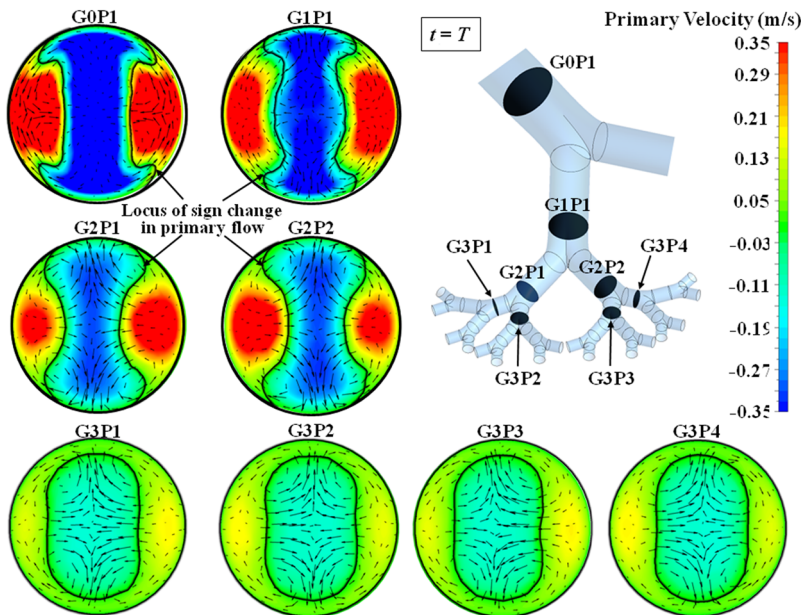 G0P1
G1P1
t = T
Primary Velocity (m/s)
G0P1
0.35
0.29
0.21
0.13
0.05
−0.03
−0.11
−0.19
−0.27
−0.35
Locus of sign change
in primary flow
G2P1
G2P2
G1P1
G3P1
G2P1
G2P2
G3P4
G3P2
G3P3
G3P1
G3P2
G3P3
G3P4